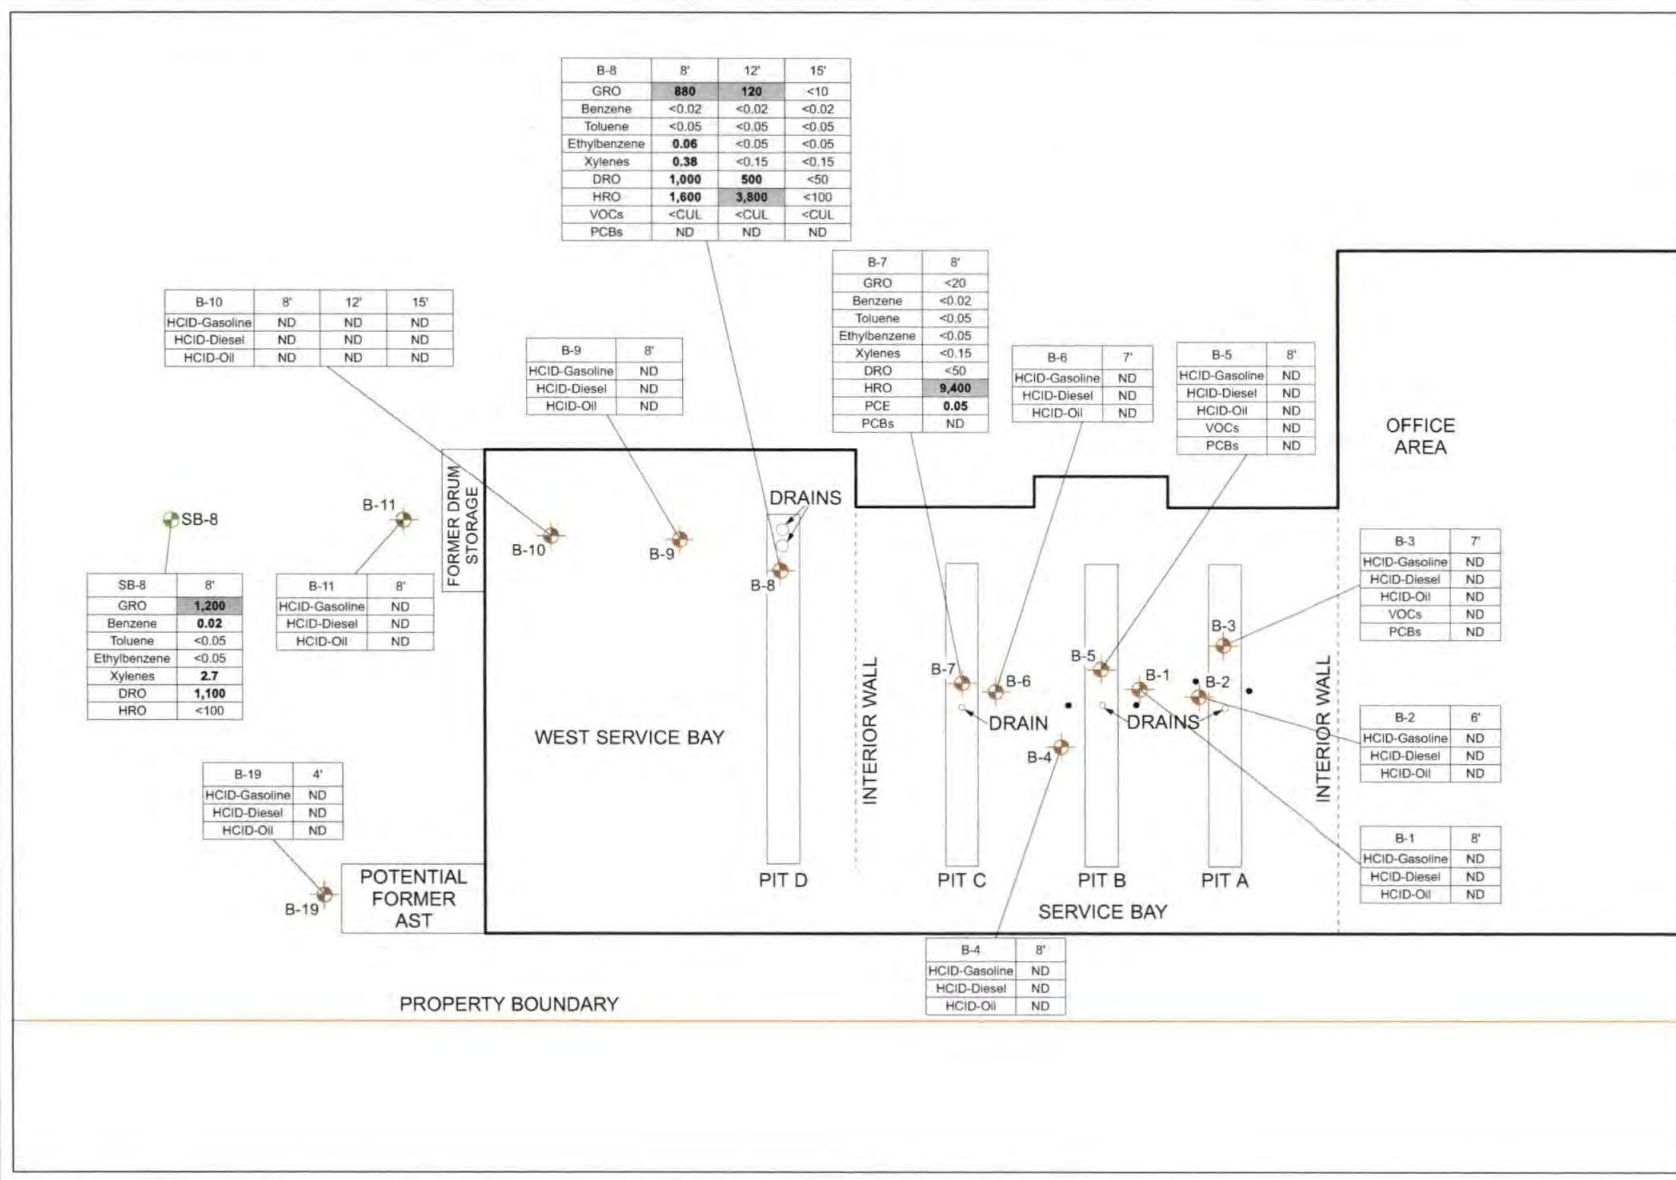 B-8 8' 12' 15'
GRO 880 120 <10
Benzene <0.02 <0.02 <0.02
Toluene <0.05 <0.05 <0.05
Ethylbenzene 0.06 <0.05 <0.05
Xylenes 0.38 <0.15 <0.15
DRO 1,000 500 <50
HRO 1,600 3,800 <100
VOCs <CUL <CUL <CUL
PCBs ND ND ND
B-7 8'
GRO <20
Benzene <0.02
Toluene <0.05
Ethylbenzene <0.05
Xylenes <0.15
DRO <50
HRO 9,400
PCE 0.05
PCBs ND
B-10 8' 12' 15'
HCID-Gasoline ND ND ND
HCID-Diesel ND ND ND
HCID-Oil ND ND ND
B-9 8'
HCID-Gasoline ND
HCID-Diesel ND
HCID-Oil ND
B-6 7'
HCID-Gasoline ND
HCID-Diesel ND
HCID-Oil ND
B-5 8'
HCID-Gasoline ND
HCID-Diesel ND
HCID-Oil ND
VOCs ND
PCBs ND
OFFICE
AREA
FORMER DRUM
STORAGE
DRAINS
SB-8
B-11
B-10
B-9
B-8
SB-8 8'
GRO 1,200
Benzene 0.02
Toluene <0.05
Ethylbenzene <0.05
Xylenes 2.7
DRO 1,100
HRO <100
B-11 8'
HCID-Gasoline ND
HCID-Diesel ND
HCID-Oil ND
B-3 7'
HCID-Gasoline ND
HCID-Diesel ND
HCID-Oil ND
VOCs ND
PCBs ND
B-3
B-5
B-7
B-6
B-1
B-2
DRAIN
DRAINS
B-4
INTERIOR WALL
INTERIOR WALL
WEST SERVICE BAY
B-2 6'
HCID-Gasoline ND
HCID-Diesel ND
HCID-Oil ND
B-19 4'
HCID-Gasoline ND
HCID-Diesel ND
HCID-Oil ND
B-1 8'
HCID-Gasoline ND
HCID-Diesel ND
HCID-Oil ND
B-19
POTENTIAL
FORMER
AST
PIT D
PIT C
PIT B
PIT A
SERVICE BAY
B-4 8'
HCID-Gasoline ND
HCID-Diesel ND
HCID-Oil ND
PROPERTY BOUNDARY